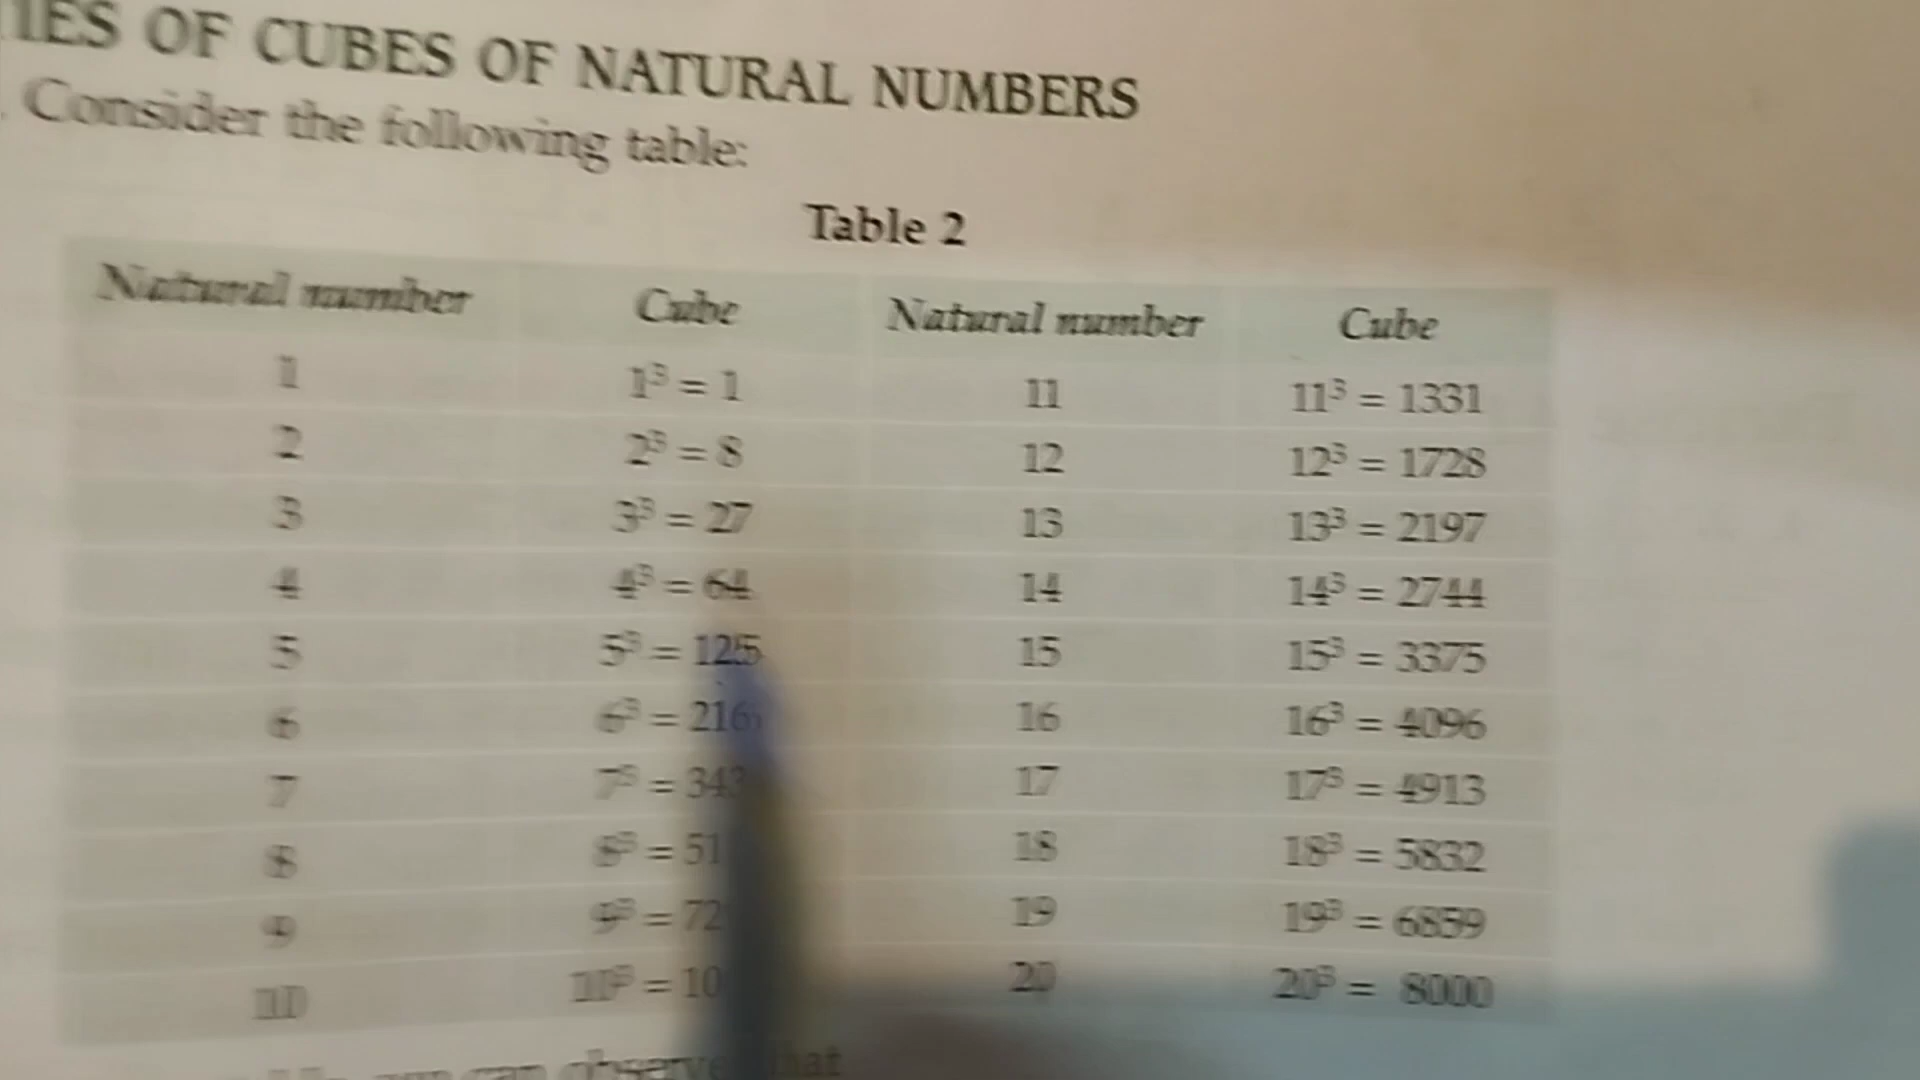 IES OF CUBES OF NATURAL NUMBERS
Consider the following table:
Table 2
Natural number Cube Natural number Cube
1 1³ = 1 11 11³ = 1331
2 2³ = 8 12 12³ = 1728
3 3³ = 27 13 13³ = 2197
4 4³ = 64 14 14³ = 2744
5 5³ = 125 15 15³ = 3375
6 6³ = 216 16 16³ = 4096
7 7³ = 343 17 17³ = 4913
8 8³ = 51 18 18³ = 5832
9 9³ = 72 19 19³ = 6859
10 10³ = 10 20 20³ = 8000
can observe